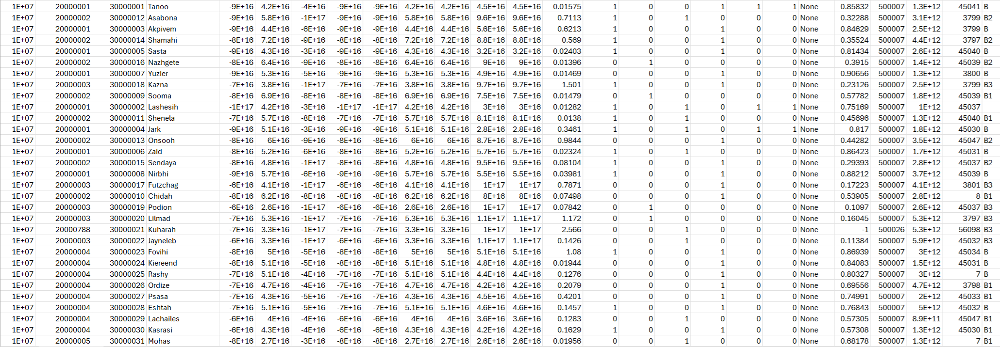 1E+07 20000001 30000001 Tanoo -9E+16 4.2E+16 -4E+16 -9E+16 -9E+16 4.2E+16 4.2E+16 4.5E+16 4.5E+16 0.01575 1 0 0 1 1 1 None 0.85832 500007 1.3E+12 45041 B
1E+07 20000002 30000012 Asabona -9E+16 5.8E+16 -1E+17 -9E+16 -9E+16 5.8E+16 5.8E+16 9.6E+16 9.6E+16 0.7113 1 0 1 0 0 0 None 0.32288 500007 3.1E+12 3799 B2
1E+07 20000001 30000003 Akpivem -9E+16 4.4E+16 -6E+16 -9E+16 -9E+16 4.4E+16 4.4E+16 5.6E+16 5.6E+16 0.6213 1 0 0 1 0 0 None 0.84629 500007 2.5E+12 3799 B
1E+07 20000002 30000014 Shamahi -8E+16 7.2E+16 -9E+16 -8E+16 -8E+16 7.2E+16 7.2E+16 8.8E+16 8.8E+16 0.569 1 0 0 1 0 0 None 0.35524 500007 4.4E+12 3797 B2
1E+07 20000001 30000005 Sasta -9E+16 4.3E+16 -3E+16 -9E+16 -9E+16 4.3E+16 4.3E+16 3.2E+16 3.2E+16 0.02403 1 0 0 1 0 0 None 0.81434 500007 2.6E+12 45040 B
1E+07 20000002 30000016 Nazhgete -8E+16 6.4E+16 -9E+16 -8E+16 -8E+16 6.4E+16 6.4E+16 9E+16 9E+16 0.01396 0 1 0 0 0 0 None 0.3915 500007 1.4E+12 45039 B2
1E+07 20000001 30000007 Yuzier -9E+16 5.3E+16 -5E+16 -9E+16 -9E+16 5.3E+16 5.3E+16 4.9E+16 4.9E+16 0.01469 0 0 0 1 0 0 None 0.90656 500007 1.3E+12 3800 B
1E+07 20000003 30000018 Kazna -7E+16 3.8E+16 -1E+17 -7E+16 -7E+16 3.8E+16 3.8E+16 9.7E+16 9.7E+16 1.501 1 0 0 1 0 0 None 0.23126 500007 2.5E+12 3799 B3
1E+07 20000002 30000009 Sooma -8E+16 6.9E+16 -8E+16 -8E+16 -8E+16 6.9E+16 6.9E+16 7.5E+16 7.5E+16 0.01479 0 1 0 0 0 0 None 0.57782 500007 1.8E+12 45039 B1
1E+07 20000001 30000002 Lashesih -1E+17 4.2E+16 -3E+16 -1E+17 -1E+17 4.2E+16 4.2E+16 3E+16 3E+16 0.01282 1 0 1 0 1 1 None 0.75169 500007 1E+12 45037
1E+07 20000002 30000011 Shenela -7E+16 5.7E+16 -8E+16 -7E+16 -7E+16 5.7E+16 5.7E+16 8.1E+16 8.1E+16 0.0138 1 0 1 0 0 0 None 0.45696 500007 1.3E+12 45040 B1
1E+07 20000001 30000004 Jark -9E+16 5.1E+16 -3E+16 -9E+16 -9E+16 5.1E+16 5.1E+16 2.8E+16 2.8E+16 0.3461 1 0 1 0 1 1 None 0.817 500007 1.8E+12 45030 B
1E+07 20000002 30000013 Onsooh -8E+16 6E+16 -9E+16 -8E+16 -8E+16 6E+16 6E+16 8.7E+16 8.7E+16 0.9844 0 0 0 1 0 0 None 0.44282 500007 3.5E+12 45047 B2
1E+07 20000001 30000006 Zaid -8E+16 5.2E+16 -6E+16 -8E+16 -8E+16 5.2E+16 5.2E+16 5.7E+16 5.7E+16 0.02324 1 0 1 0 0 0 None 0.86423 500007 1.7E+12 45031 B
1E+07 20000002 30000015 Sendaya -8E+16 4.8E+16 -1E+17 -8E+16 -8E+16 4.8E+16 4.8E+16 9.5E+16 9.5E+16 0.08104 1 0 0 1 0 0 None 0.29393 500007 2.8E+12 45037 B2
1E+07 20000001 30000008 Nirbhi -9E+16 5.7E+16 -6E+16 -9E+16 -9E+16 5.7E+16 5.7E+16 5.5E+16 5.5E+16 0.03981 1 0 0 1 0 0 None 0.88212 500007 3.7E+12 45039 B
1E+07 20000003 30000017 Futzchag -6E+16 4.1E+16 -1E+17 -6E+16 -6E+16 4.1E+16 4.1E+16 1E+17 1E+17 0.7871 0 0 0 1 0 0 None 0.17223 500007 4.1E+12 3801 B3
1E+07 20000002 30000010 Chidah -8E+16 6.2E+16 -8E+16 -8E+16 -8E+16 6.2E+16 6.2E+16 8E+16 8E+16 0.07498 0 0 0 1 0 0 None 0.53905 500007 2.8E+12 8 B1
1E+07 20000003 30000019 Podion -6E+16 2.6E+16 -1E+17 -6E+16 -6E+16 2.6E+16 2.6E+16 1E+17 1E+17 0.07842 0 1 0 0 0 0 None 0.1097 500007 2.6E+12 45037 B3
1E+07 20000003 30000020 Lilmad -7E+16 5.3E+16 -1E+17 -7E+16 -7E+16 5.3E+16 5.3E+16 1.1E+17 1.1E+17 1.172 0 1 0 0 0 0 None 0.16045 500007 5.3E+12 3797 B3
1E+07 20000788 30000021 Kuharah -7E+16 3.3E+16 -1E+17 -7E+16 -7E+16 3.3E+16 3.3E+16 1E+17 1E+17 2.566 0 0 1 0 0 0 None -1 500026 5.3E+12 56098 B3
1E+07 20000003 30000022 Jayneleb -6E+16 3.3E+16 -1E+17 -6E+16 -6E+16 3.3E+16 3.3E+16 1.1E+17 1.1E+17 0.1426 0 0 1 0 0 0 None 0.11384 500007 5.9E+12 45032 B3
1E+07 20000004 30000023 Fovihi -8E+16 5E+16 -5E+16 -8E+16 -8E+16 5E+16 5E+16 5.1E+16 5.1E+16 1.08 1 0 0 1 0 0 None 0.86939 500007 3E+12 45034 B
1E+07 20000004 30000024 Kiereend -8E+16 5.1E+16 -5E+16 -8E+16 -8E+16 5.1E+16 5.1E+16 4.8E+16 4.8E+16 0.01944 0 0 0 1 0 0 None 0.84083 500007 1.5E+12 45031 B
1E+07 20000004 30000025 Rashy -7E+16 5.1E+16 -4E+16 -7E+16 -7E+16 5.1E+16 5.1E+16 4.4E+16 4.4E+16 0.1276 0 0 0 1 0 0 None 0.80327 500007 3E+12 7 B
1E+07 20000004 30000026 Ordize -7E+16 4.7E+16 -4E+16 -7E+16 -7E+16 4.7E+16 4.7E+16 4.2E+16 4.2E+16 0.2079 0 0 0 1 0 0 None 0.69556 500007 4.7E+12 3798 B1
1E+07 20000004 30000027 Psasa -7E+16 4.3E+16 -5E+16 -7E+16 -7E+16 4.3E+16 4.3E+16 4.5E+16 4.5E+16 0.4201 0 0 0 1 0 0 None 0.74991 500007 2E+12 45033 B1
1E+07 20000004 30000028 Eshtah -7E+16 5.1E+16 -5E+16 -7E+16 -7E+16 5.1E+16 5.1E+16 4.6E+16 4.6E+16 0.1457 1 0 0 1 0 0 None 0.76843 500007 5E+12 45032 B
1E+07 20000004 30000029 Lachailes -6E+16 4E+16 -4E+16 -6E+16 -6E+16 4E+16 4E+16 3.6E+16 3.6E+16 0.1283 0 0 1 0 0 0 None 0.57305 500007 8.9E+11 45047 B1
1E+07 20000004 30000030 Kasrasi -6E+16 4.3E+16 -4E+16 -6E+16 -6E+16 4.3E+16 4.3E+16 4.2E+16 4.2E+16 0.1629 1 0 0 1 0 0 None 0.57308 500007 1.3E+12 45030 B1
1E+07 20000005 30000031 Mohas -8E+16 2.7E+16 -3E+16 -8E+16 -8E+16 2.7E+16 2.7E+16 2.6E+16 2.6E+16 0.01956 0 0 1 0 0 0 None 0.68178 500007 1.3E+12 7 B1